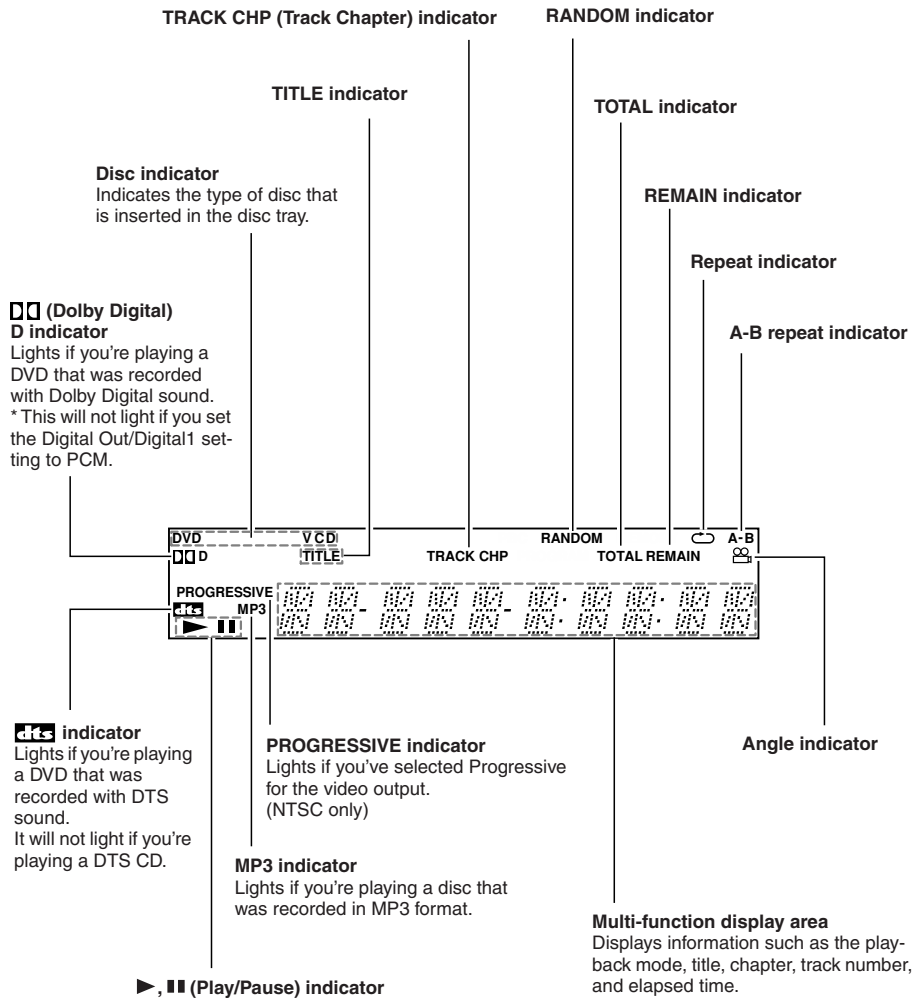 TRACK CHP (Track Chapter) indicator
RANDOM indicator
TITLE indicator
TOTAL indicator
Disc indicator
Indicates the type of disc that
is inserted in the disc tray.
REMAIN indicator
Repeat indicator
(Dolby Digital)
D indicator
Lights if you're playing a
DVD that was recorded
with Dolby Digital sound.
* This will not light if you set
the Digital Out/Digital1 set-
ting to PCM.
A-B repeat indicator
DVD VCD RANDOM A-B
D TITLE TRACK CHP TOTAL REMAIN
PROGRESSIVE
dts MP3
dts indicator
Lights if you're playing
a DVD that was
recorded with DTS
sound.
It will not light if you're
playing a DTS CD.
PROGRESSIVE indicator
Lights if you've selected Progressive
for the video output.
(NTSC only)
Angle indicator
MP3 indicator
Lights if you're playing a disc that
was recorded in MP3 format.
Multi-function display area
Displays information such as the play-
back mode, title, chapter, track number,
and elapsed time.
►, II (Play/Pause) indicator